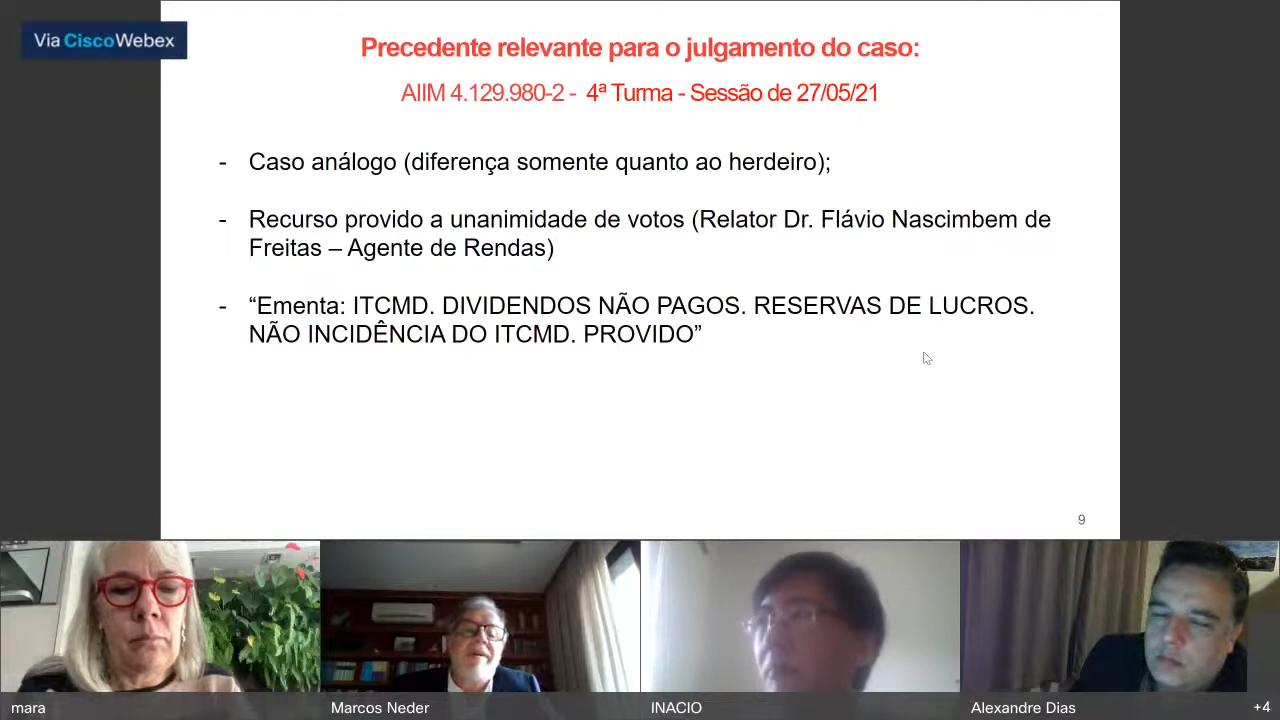 Via Cisco Webex
Precedente relevante para o julgamento do caso:
AIIM 4.129.980-2 - 4ª Turma - Sessão de 27/05/21
- Caso análogo (diferença somente quanto ao herdeiro);
- Recurso provido a unanimidade de votos (Relator Dr. Flávio Nascimbem de
Freitas – Agente de Rendas)
- “Ementa: ITCMD. DIVIDENDOS NÃO PAGOS. RESERVAS DE LUCROS.
NÃO INCIDÊNCIA DO ITCMD. PROVIDO”
9
mara
Marcos Neder
INACIO
Alexandre Dias
+4